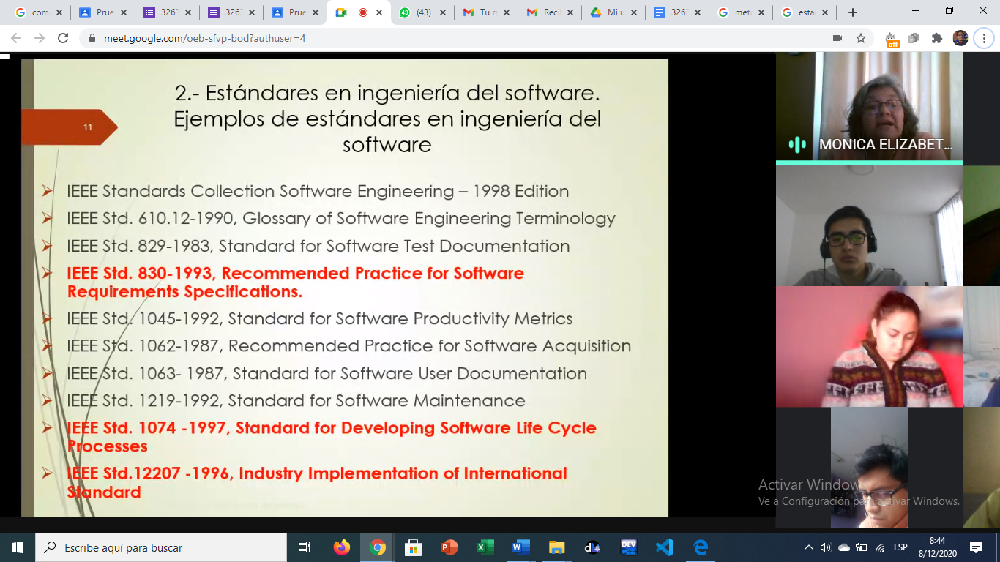 com
Prue
3263
3263
Prue
(43)
Tu re
Recil
Mi u
3263
metr
esta
meet.google.com/oeb-sfvp-bod?authuser=4
off
11
2.- Estándares en ingeniería del software.
Ejemplos de estándares en ingeniería del
software
IEEE Standards Collection Software Engineering – 1998 Edition
IEEE Std. 610.12-1990, Glossary of Software Engineering Terminology
IEEE Std. 829-1983, Standard for Software Test Documentation
IEEE Std. 830-1993, Recommended Practice for Software
Requirements Specifications.
IEEE Std. 1045-1992, Standard for Software Productivity Metrics
IEEE Std. 1062-1987, Recommended Practice for Software Acquisition
IEEE Std. 1063- 1987, Standard for Software User Documentation
IEEE Std. 1219-1992, Standard for Software Maintenance
IEEE Std. 1074 -1997, Standard for Developing Software Life Cycle
Processes
IEEE Std.12207 -1996, Industry Implementation of International
Standard
MONICA ELIZABET...
Activar Windows
Ve a Configuración para activar Windows.
Escribe aquí para buscar
DEV
ESP
8:44
8/12/2020